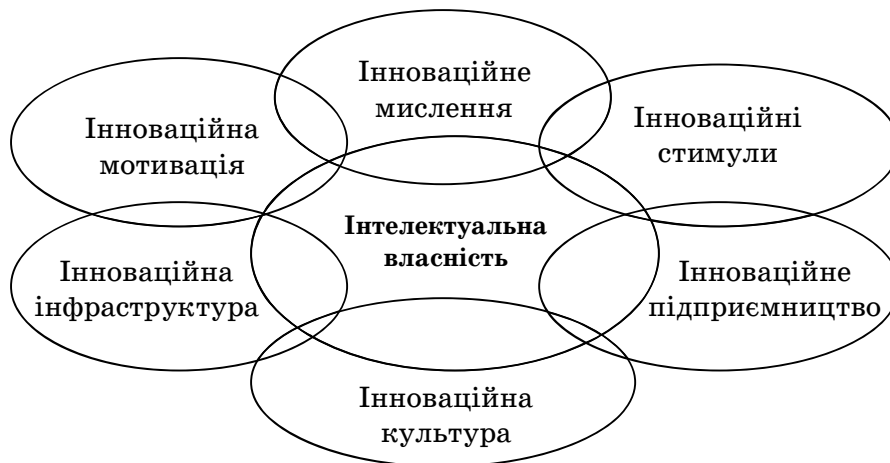 Інноваційне
мислення
Інноваційна
мотивація
Інноваційні
стимули
Інтелектуальна
власність
Інноваційна
інфраструктура
Інноваційне
підприємництво
Інноваційна
культура